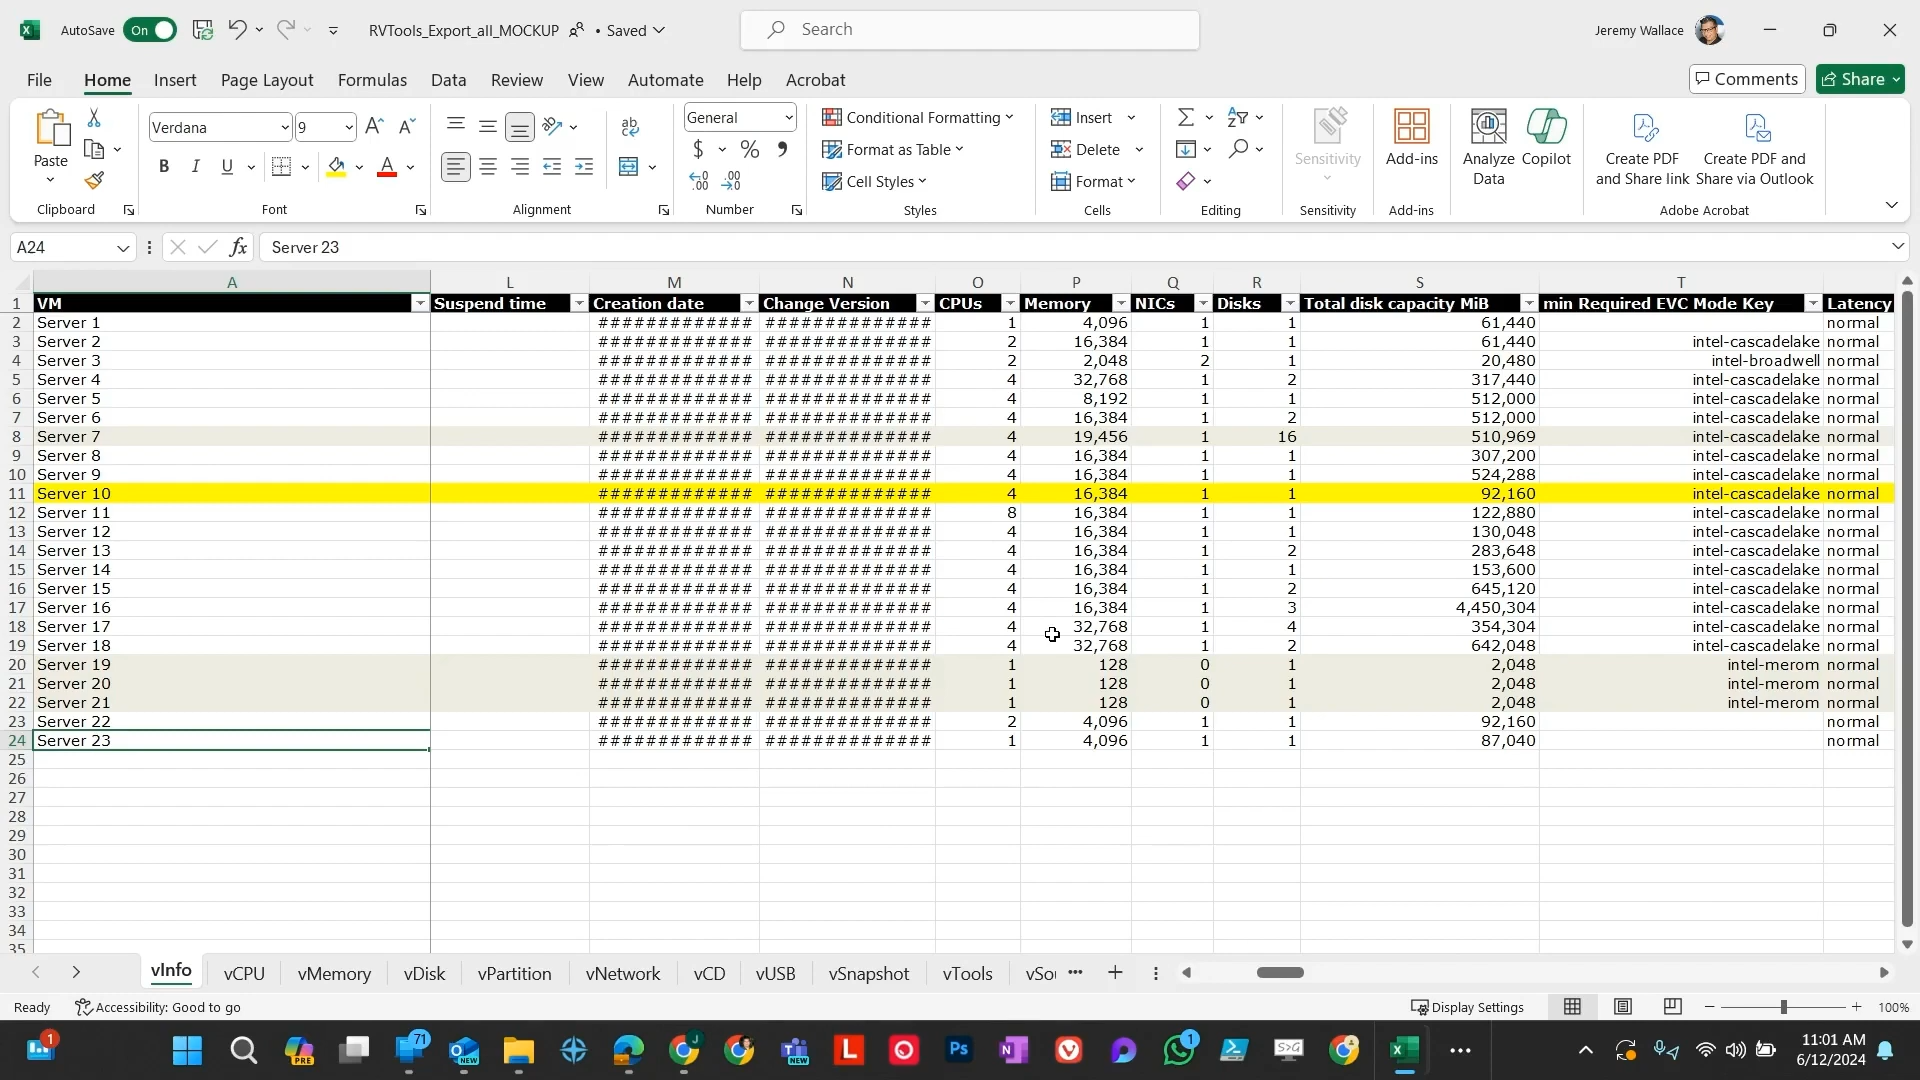 AutoSave On RVTools_Export_all_MOCKUP • Saved Search Jeremy Wallace
File Home Insert Page Layout Formulas Data Review View Automate Help Acrobat Comments Share
Paste Verdana 9 General Conditional Formatting Insert Format as Table Delete Cell Styles Format
B I U A $ % Sensitivity Add-ins Analyze Data Copilot Create PDF and Share link Create PDF and Share via Outlook
Clipboard Font Alignment Number Styles Cells Editing Sensitivity Add-ins Adobe Acrobat
A24 fx Server 23
A L M N O P Q R S T
1 VM Suspend time Creation date Change Version CPUs Memory NICs Disks Total disk capacity MiB min Required EVC Mode Key Latency
2 Server 1 ############# ############## 1 4,096 1 1 61,440 normal
3 Server 2 ############# ############## 2 16,384 1 1 61,440 intel-cascadelake normal
4 Server 3 ############# ############## 2 2,048 2 1 20,480 intel-broadwell normal
5 Server 4 ############# ############## 4 32,768 1 2 317,440 intel-cascadelake normal
6 Server 5 ############# ############## 4 8,192 1 1 512,000 intel-cascadelake normal
7 Server 6 ############# ############## 4 16,384 1 2 512,000 intel-cascadelake normal
8 Server 7 ############# ############## 4 19,456 1 16 510,969 intel-cascadelake normal
9 Server 8 ############# ############## 4 16,384 1 1 307,200 intel-cascadelake normal
10 Server 9 ############# ############## 4 16,384 1 1 524,288 intel-cascadelake normal
11 Server 10 ############# ############## 4 16,384 1 1 92,160 intel-cascadelake normal
12 Server 11 ############# ############## 8 16,384 1 1 122,880 intel-cascadelake normal
13 Server 12 ############# ############## 4 16,384 1 1 130,048 intel-cascadelake normal
14 Server 13 ############# ############## 4 16,384 1 2 283,648 intel-cascadelake normal
15 Server 14 ############# ############## 4 16,384 1 1 153,600 intel-cascadelake normal
16 Server 15 ############# ############## 4 16,384 1 2 645,120 intel-cascadelake normal
17 Server 16 ############# ############## 4 16,384 1 3 4,450,304 intel-cascadelake normal
18 Server 17 ############# ############## 4 32,768 1 4 354,304 intel-cascadelake normal
19 Server 18 ############# ############## 4 32,768 1 2 642,048 intel-cascadelake normal
20 Server 19 ############# ############## 1 128 0 1 2,048 intel-merom normal
21 Server 20 ############# ############## 1 128 0 1 2,048 intel-merom normal
22 Server 21 ############# ############## 1 128 0 1 2,048 intel-merom normal
23 Server 22 ############# ############## 2 4,096 1 1 92,160 normal
24 Server 23 ############# ############## 1 4,096 1 1 87,040 normal
25
26
27
28
29
30
31
32
33
34
35
vInfo vCPU vMemory vDisk vPartition vNetwork vCD vUSB vSnapshot vTools vSou
Ready Accessibility: Good to go Display Settings 100%
11:01 AM
6/12/2024